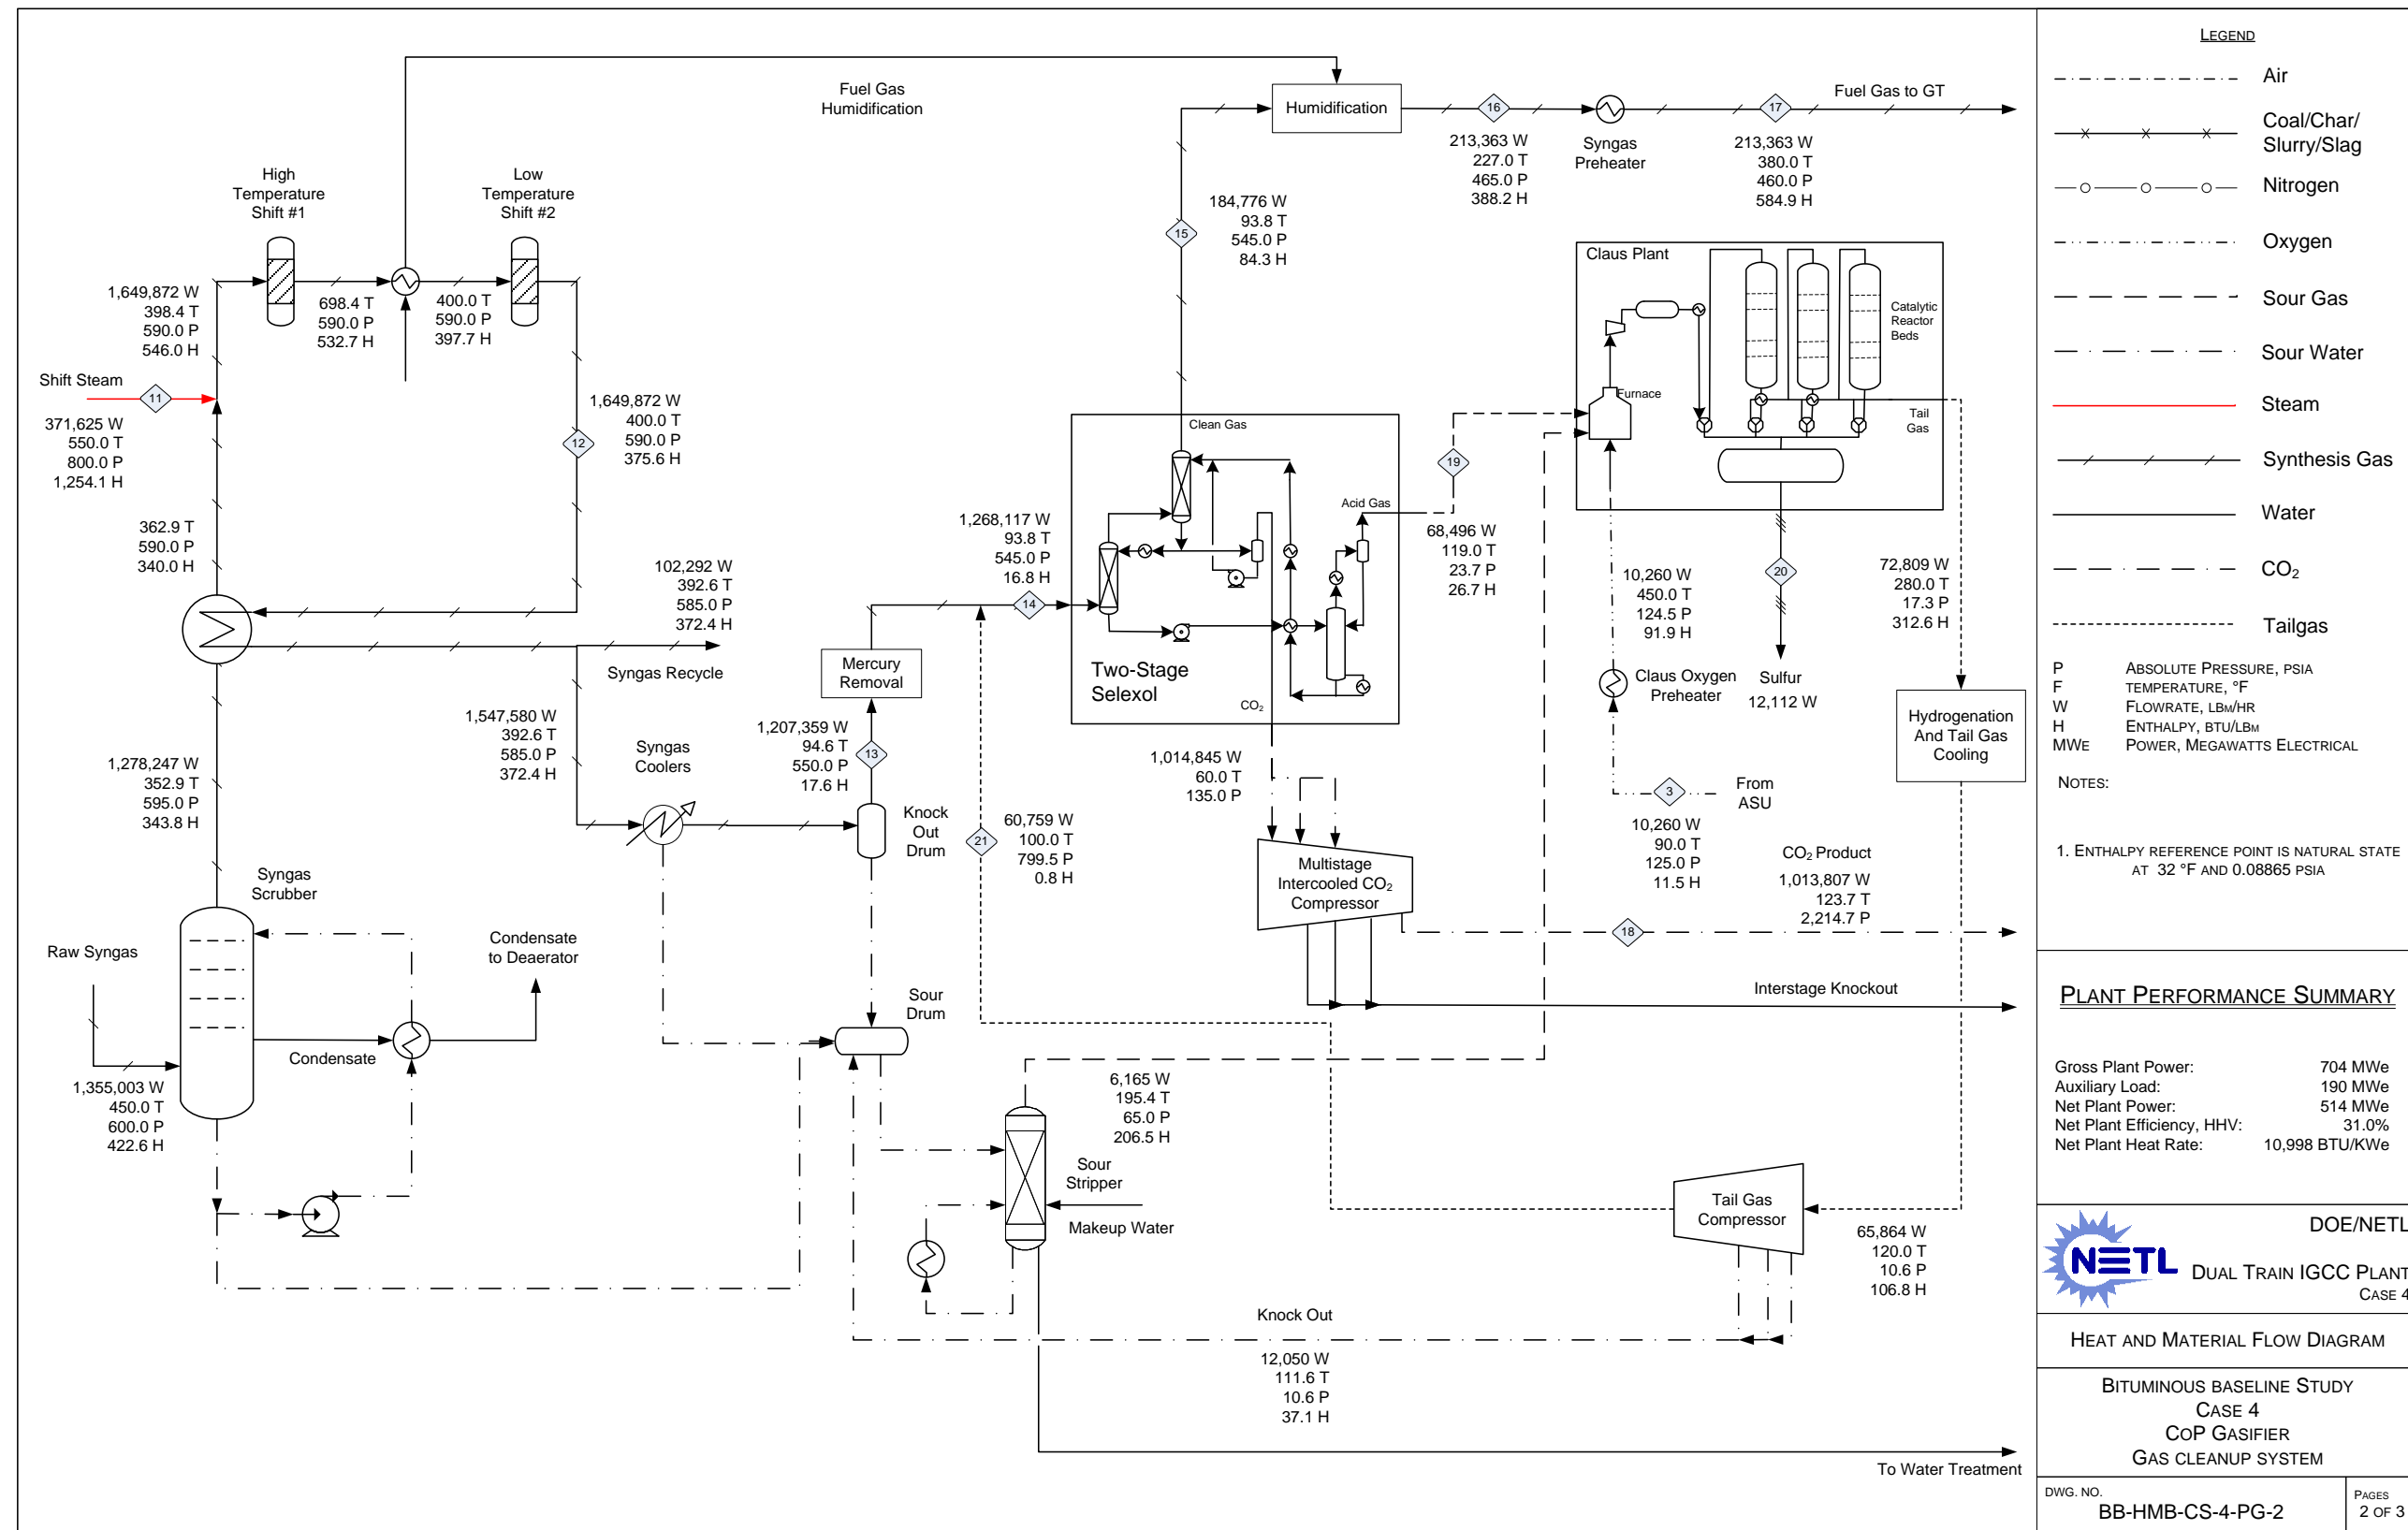 Fuel Gas
Humidification
Humidification
16
213,363 W
227.0 T
465.0 P
388.2 H
Syngas
Preheater
17
Fuel Gas to GT
213,363 W
380.0 T
460.0 P
584.9 H
High
Temperature
Shift #1
Low
Temperature
Shift #2
1,649,872 W
398.4 T
590.0 P
546.0 H
698.4 T
590.0 P
532.7 H
400.0 T
590.0 P
397.7 H
15
184,776 W
93.8 T
545.0 P
84.3 H
Shift Steam
11
371,625 W
550.0 T
800.0 P
1,254.1 H
1,649,872 W
400.0 T
590.0 P
375.6 H
12
362.9 T
590.0 P
340.0 H
102,292 W
392.6 T
585.0 P
372.4 H
Syngas Recycle
1,547,580 W
392.6 T
585.0 P
372.4 H
1,278,247 W
352.9 T
595.0 P
343.8 H
Syngas
Coolers
Mercury
Removal
1,207,359 W
94.6 T
550.0 P
17.6 H
13
Knock
Out
Drum
1,268,117 W
93.8 T
545.0 P
16.8 H
14
Clean Gas
Acid Gas
Two-Stage
Selexol
CO2
19
68,496 W
119.0 T
23.7 P
26.7 H
Claus Plant
Furnace
Catalytic
Reactor
Beds
Tail
Gas
10,260 W
450.0 T
124.5 P
91.9 H
20
72,809 W
280.0 T
17.3 P
312.6 H
Claus Oxygen
Preheater
Sulfur
12,112 W
Hydrogenation
And Tail Gas
Cooling
3
From
ASU
10,260 W
90.0 T
125.0 P
11.5 H
1,014,845 W
60.0 T
135.0 P
21
60,759 W
100.0 T
799.5 P
0.8 H
Multistage
Intercooled CO2
Compressor
CO2 Product
1,013,807 W
123.7 T
2,214.7 P
18
Interstage Knockout
Syngas
Scrubber
Raw Syngas
Condensate
to Deaerator
Condensate
1,355,003 W
450.0 T
600.0 P
422.6 H
Sour
Drum
6,165 W
195.4 T
65.0 P
206.5 H
Sour
Stripper
Makeup Water
Tail Gas
Compressor
65,864 W
120.0 T
10.6 P
106.8 H
Knock Out
12,050 W
111.6 T
10.6 P
37.1 H
To Water Treatment
LEGEND
Air
Coal/Char/
Slurry/Slag
Nitrogen
Oxygen
Sour Gas
Sour Water
Steam
Synthesis Gas
Water
CO2
Tailgas
P ABSOLUTE PRESSURE, PSIA
F TEMPERATURE, °F
W FLOWRATE, LBM/HR
H ENTHALPY, BTU/LBM
MWE POWER, MEGAWATTS ELECTRICAL
NOTES:
1. ENTHALPY REFERENCE POINT IS NATURAL STATE
AT 32 °F AND 0.08865 PSIA
PLANT PERFORMANCE SUMMARY
Gross Plant Power: 704 MWe
Auxiliary Load: 190 MWe
Net Plant Power: 514 MWe
Net Plant Efficiency, HHV: 31.0%
Net Plant Heat Rate: 10,998 BTU/KWe
NETL
DOE/NETL
DUAL TRAIN IGCC PLANT
CASE 4
HEAT AND MATERIAL FLOW DIAGRAM
BITUMINOUS BASELINE STUDY
CASE 4
COP GASIFIER
GAS CLEANUP SYSTEM
DWG. NO.
BB-HMB-CS-4-PG-2
PAGES
2 OF 3